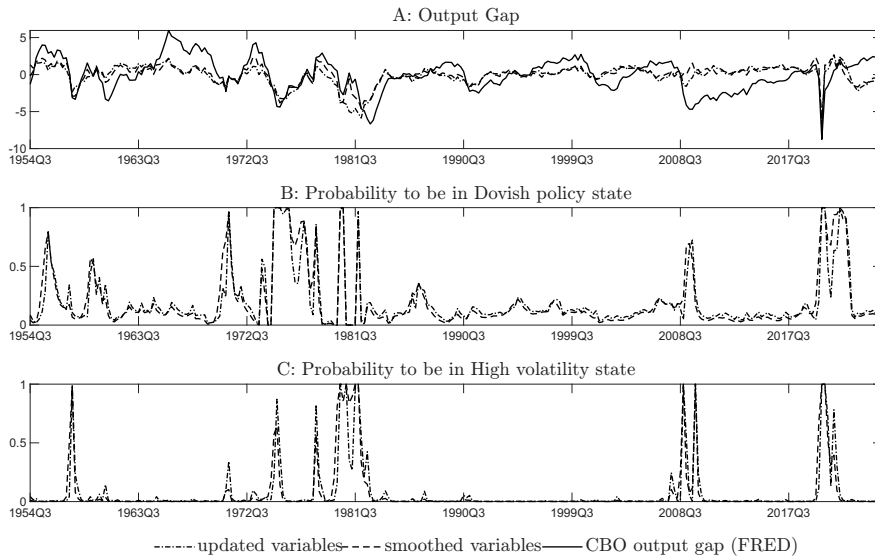 A: Output Gap
5
0
-5
-10
1954Q3 1963Q3 1972Q3 1981Q3 1990Q3 1999Q3 2008Q3 2017Q3
B: Probability to be in Dovish policy state
1
0.5
0
1954Q3 1963Q3 1972Q3 1981Q3 1990Q3 1999Q3 2008Q3 2017Q3
C: Probability to be in High volatility state
1
0.5
0
1954Q3 1963Q3 1972Q3 1981Q3 1990Q3 1999Q3 2008Q3 2017Q3
updated variables smoothed variables CBO output gap (FRED)